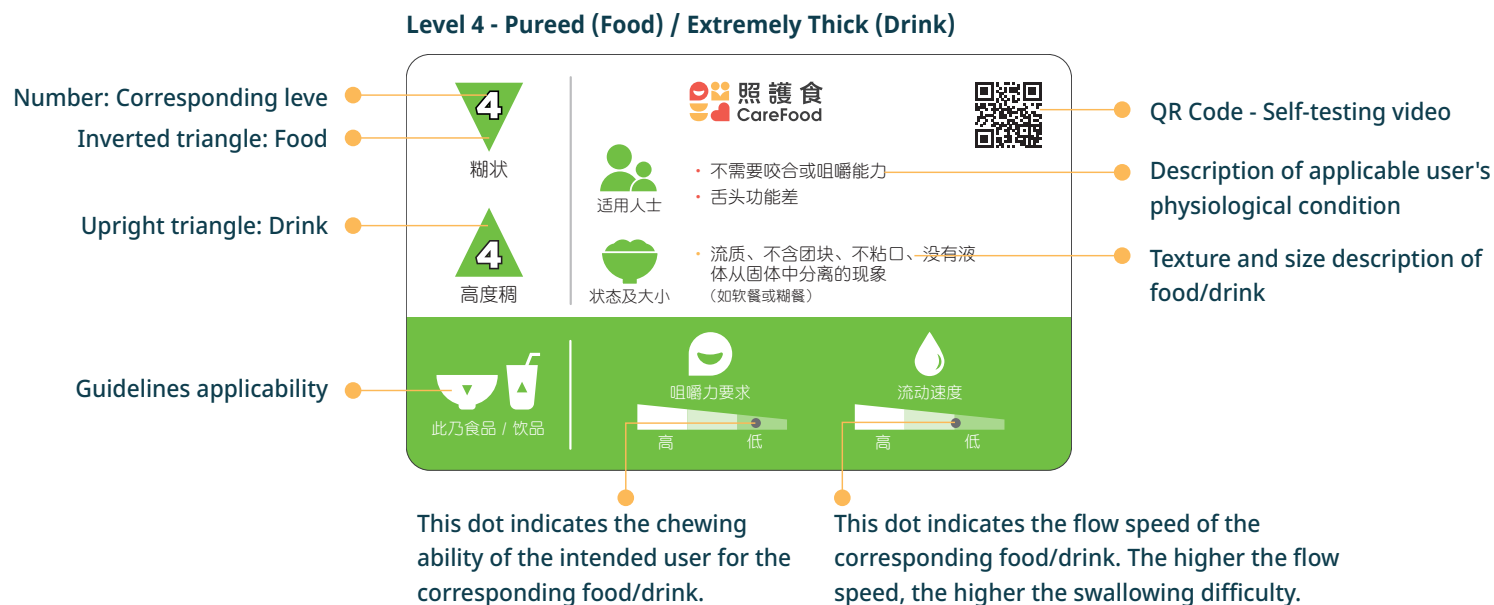 Level 4 - Pureed (Food) / Extremely Thick (Drink)
Number: Corresponding leve
Inverted triangle: Food
Upright triangle: Drink
Guidelines applicability
4
糊状
4
高度稠
照護食
CareFood
适用人士
· 不需要咬合或咀嚼能力
· 舌头功能差
状态及大小
· 流质、不含团块、不粘口、没有液
体从固体中分离的现象
（如软餐或糊餐）
此乃食品 / 饮品
咀嚼力要求
高 低
流动速度
高 低
QR Code - Self-testing video
Description of applicable user's
physiological condition
Texture and size description of
food/drink
This dot indicates the chewing
ability of the intended user for the
corresponding food/drink.
This dot indicates the flow speed of the
corresponding food/drink. The higher the flow
speed, the higher the swallowing difficulty.